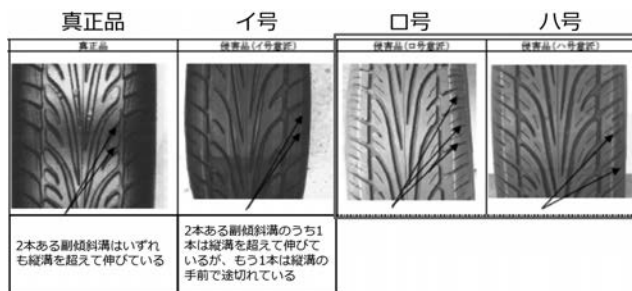 真正品
イ号
ロ号
ハ号
真正品
侵害品(イ号意匠)
侵害品(ロ号意匠)
侵害品(ハ号意匠)
2本ある副傾斜溝はいずれ
も縦溝を超えて伸びている
2本ある副傾斜溝のうち1
本は縦溝を超えて伸びて
いるが、もう1本は縦溝の
手前で途切れている